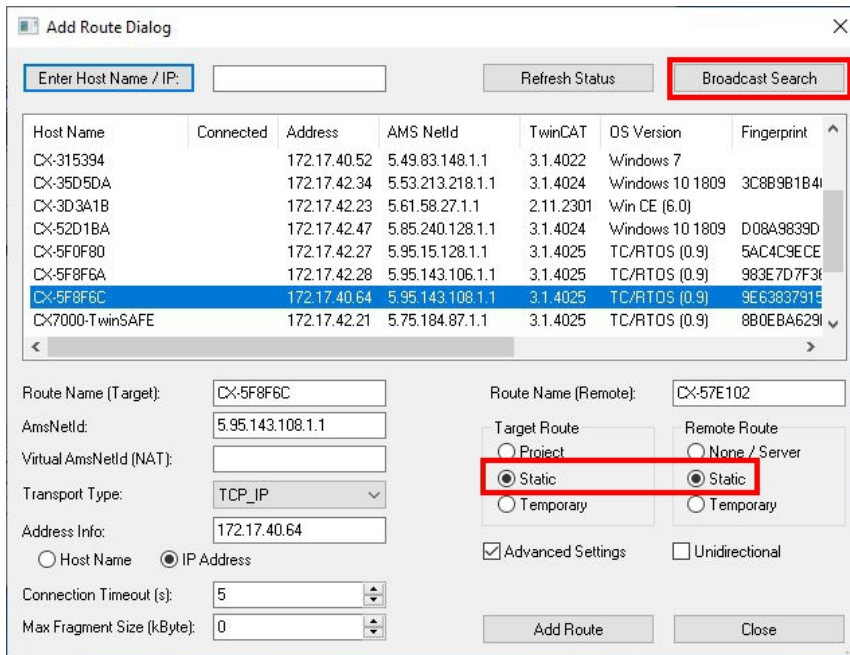 Add Route Dialog
Enter Host Name / IP: Refresh Status Broadcast Search
Host Name Connected Address AMS NetId TwinCAT OS Version Fingerprint
CX-315394 172.17.40.52 5.49.83.148.1.1 3.1.4022 Windows 7
CX-35D5DA 172.17.42.34 5.53.213.218.1.1 3.1.4024 Windows 10 1809 3C8B9B1B4
CX-3D3A1B 172.17.42.23 5.61.58.27.1.1 2.11.2301 Win CE (6.0)
CX-52D1BA 172.17.42.47 5.85.240.128.1.1 3.1.4024 Windows 10 1809 D08A9839D
CX-5F0F80 172.17.42.27 5.95.15.128.1.1 3.1.4025 TC/RTOS (0.9) 5AC4C9ECE
CX-5F8F6A 172.17.42.28 5.95.143.106.1.1 3.1.4025 TC/RTOS (0.9) 983E7D7F3
CX-5F8F6C 172.17.40.64 5.95.143.108.1.1 3.1.4025 TC/RTOS (0.9) 9E63837915
CX7000-TwinSAFE 172.17.42.21 5.75.184.87.1.1 3.1.4025 TC/RTOS (0.9) 8B0EBA629
Route Name (Target): CX-5F8F6C Route Name (Remote): CX-57E102
AmsNetId: 5.95.143.108.1.1 Target Route Remote Route
Virtual AmsNetId (NAT): Project None / Server
Transport Type: TCP_IP Static Static
Address Info: 172.17.40.64 Temporary Temporary
Host Name IP Address Advanced Settings Unidirectional
Connection Timeout (s): 5
Max Fragment Size (kByte): 0 Add Route Close